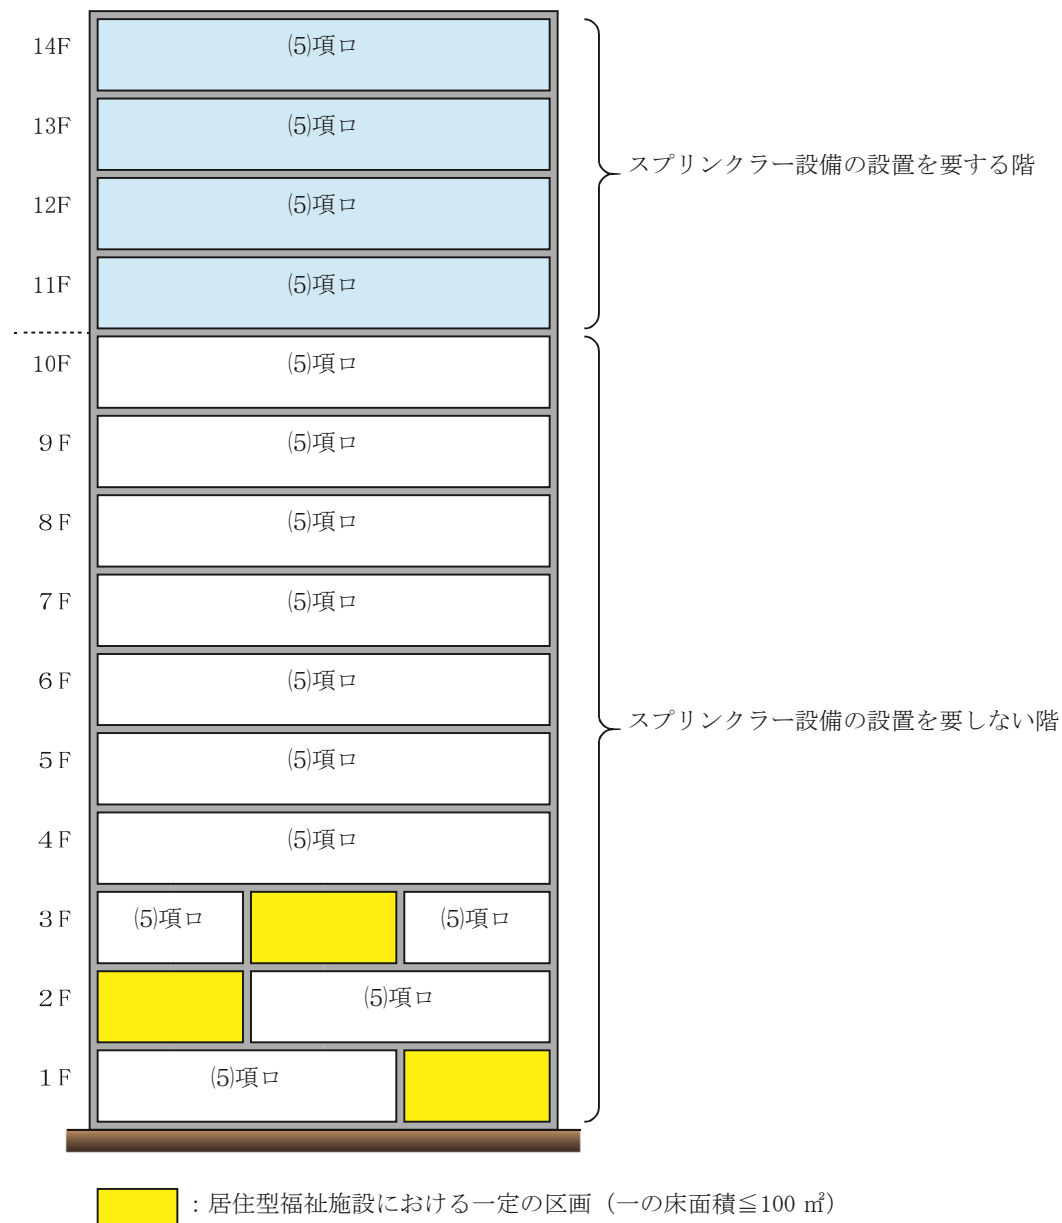 14F ⑸項ロ
13F ⑸項ロ
スプリンクラー設備の設置を要する階
12F ⑸項ロ
11F ⑸項ロ
10F ⑸項ロ
９F ⑸項ロ
８F ⑸項ロ
７F ⑸項ロ
６F ⑸項ロ
スプリンクラー設備の設置を要しない階
５F ⑸項ロ
４F ⑸項ロ
３F ⑸項ロ ⑸項ロ
２F ⑸項ロ
１F ⑸項ロ
：居住型福祉施設における一定の区画（一の床面積≦100 ㎡）